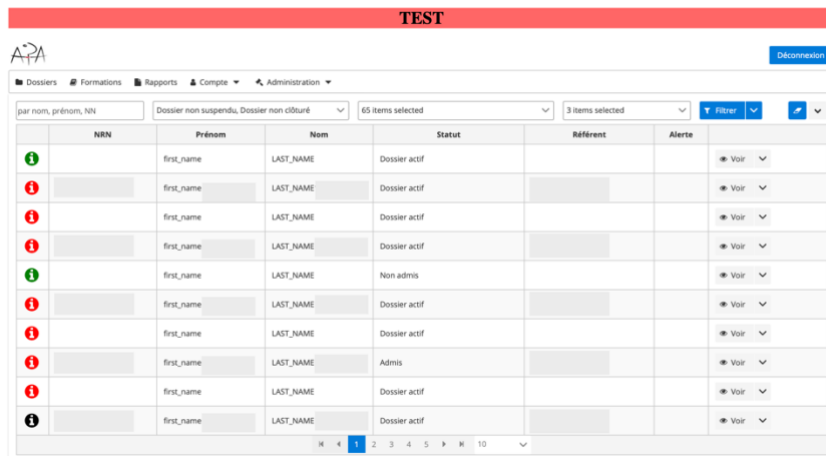 TEST
AIPA
Déconnexion
Dossiers Formations Rapports Compte Administration
par nom, prénom, NN Dossier non suspendu, Dossier non clôturé 65 items selected 3 items selected Filtrer
NRN Prénom Nom Statut Référent Alerte
first_name LAST_NAME Dossier actif Voir
first_name LAST_NAME Dossier actif Voir
first_name LAST_NAME Dossier actif Voir
first_name LAST_NAME Dossier actif Voir
first_name LAST_NAME Non admis Voir
first_name LAST_NAME Dossier actif Voir
first_name LAST_NAME Dossier actif Voir
first_name LAST_NAME Admis Voir
first_name LAST_NAME Dossier actif Voir
first_name LAST_NAME Dossier actif Voir
1 2 3 4 5 10